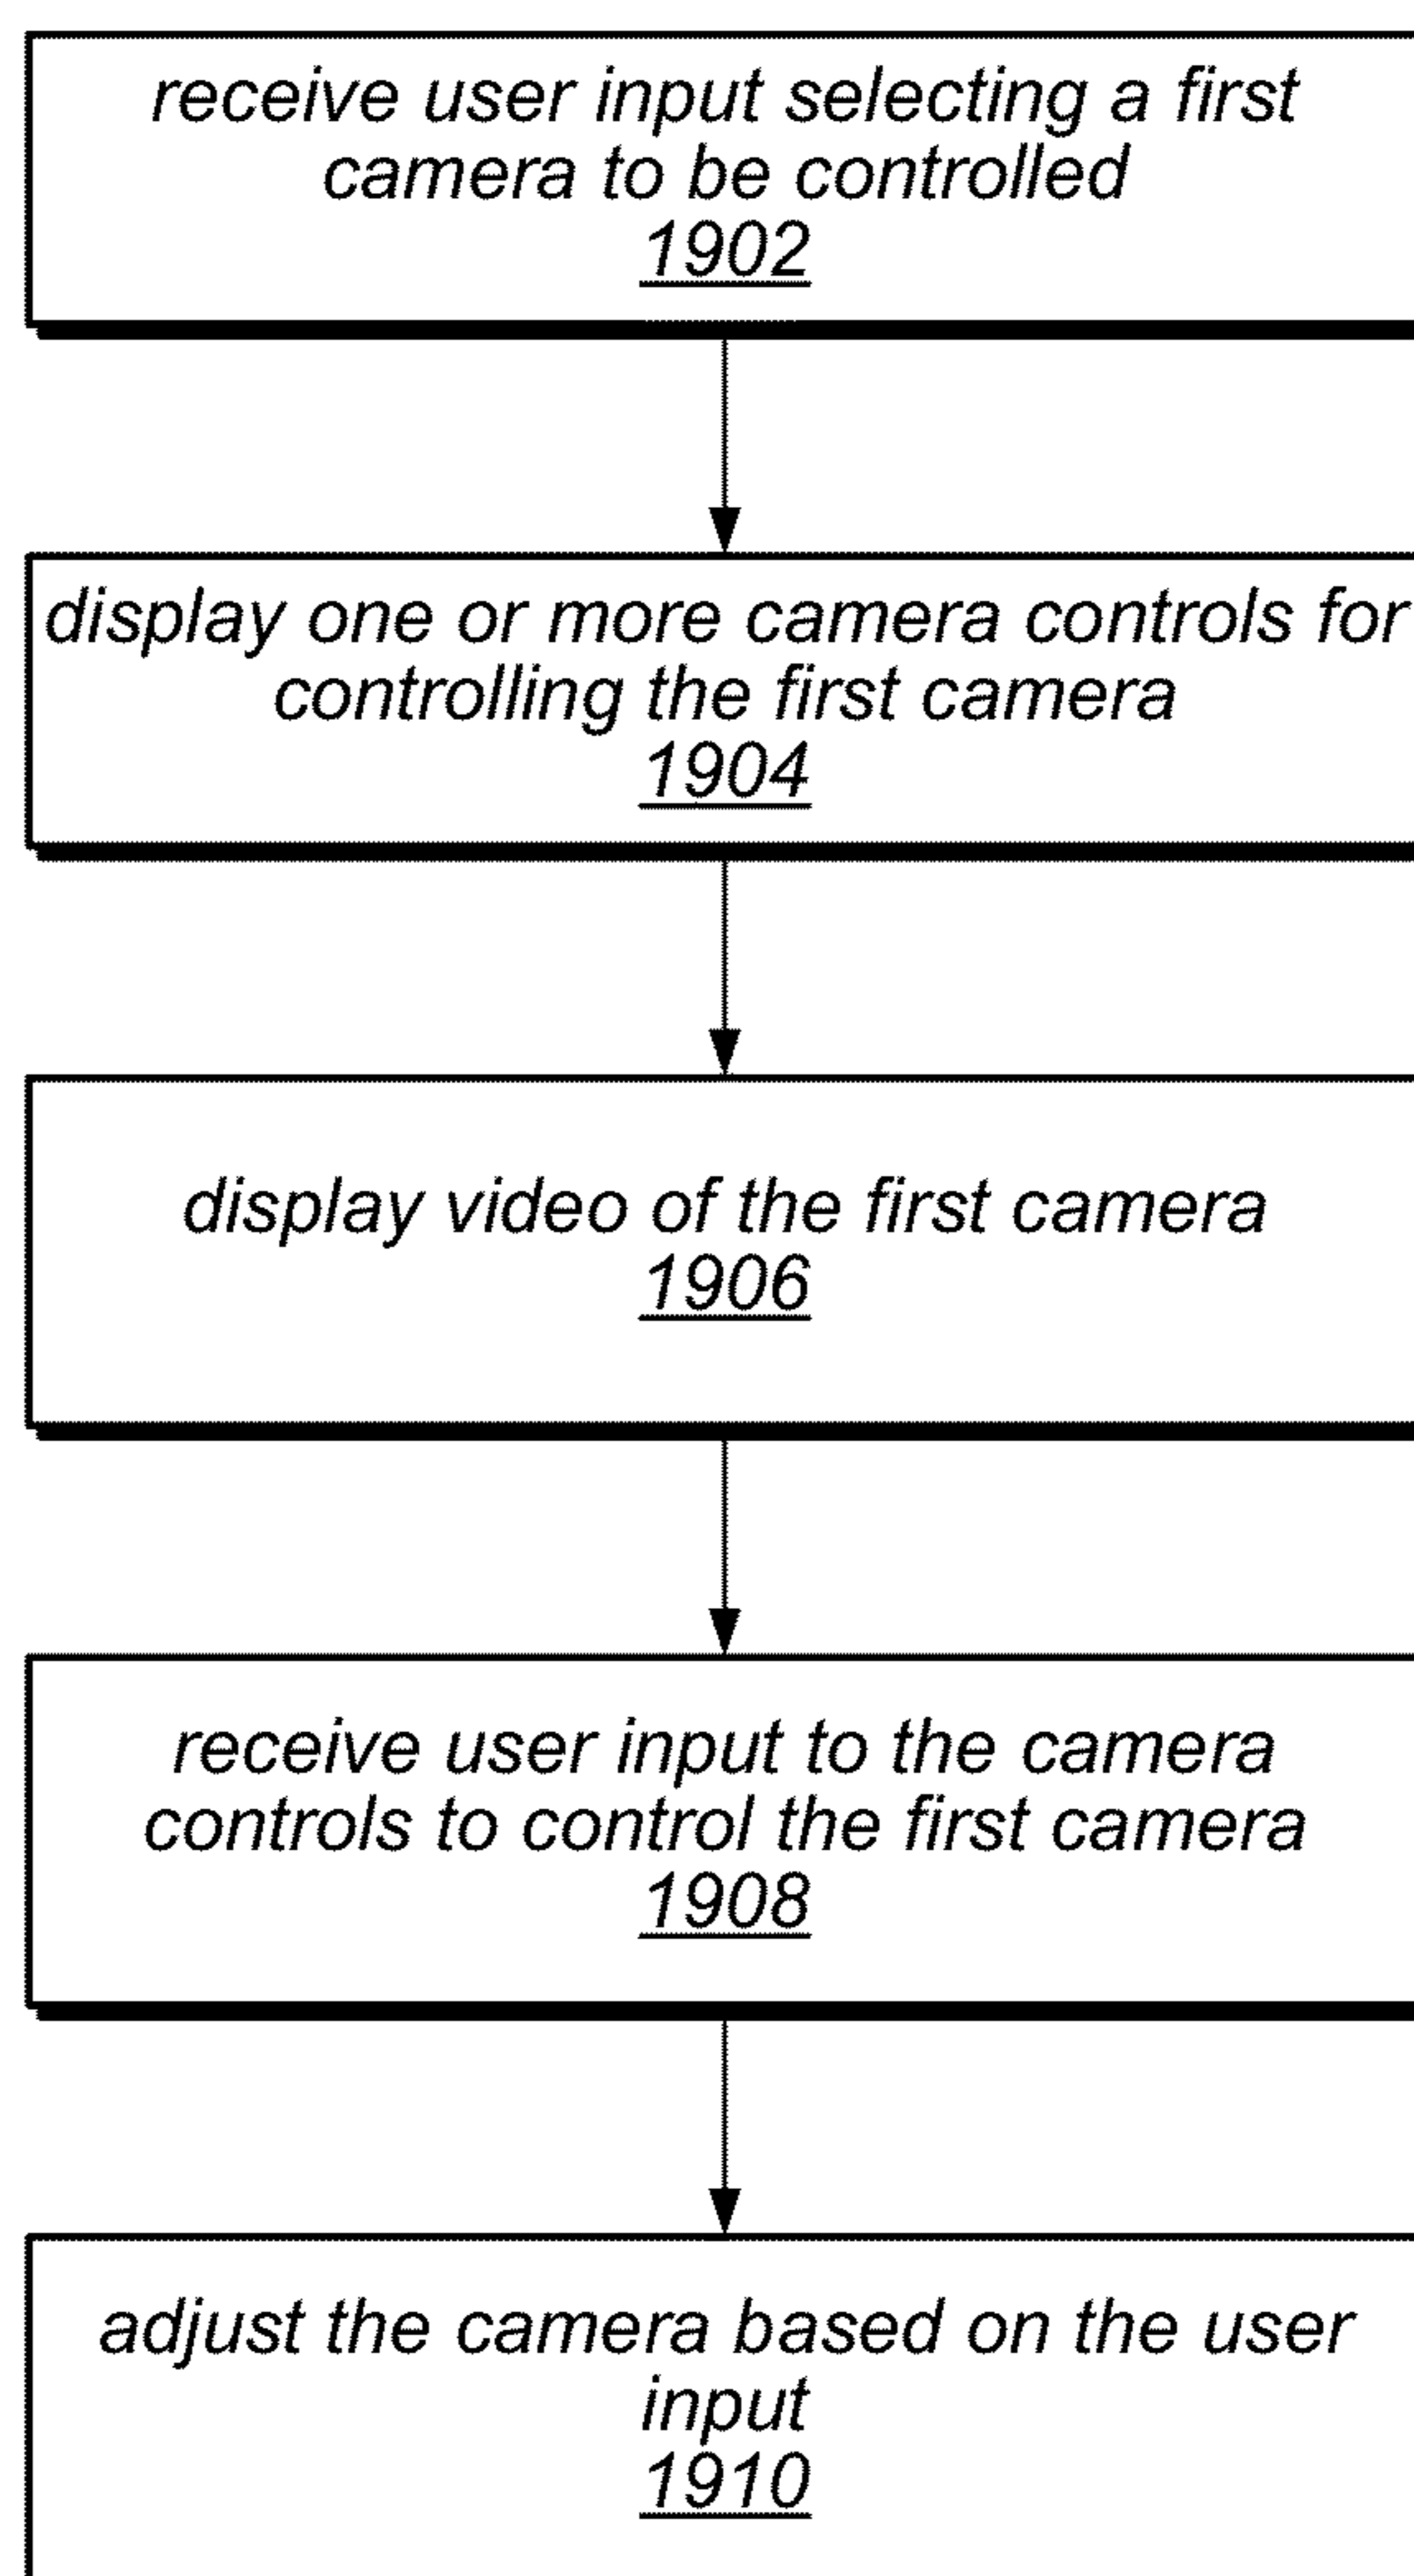 receive user input selecting a first
camera to be controlled
1902
display one or more camera controls for
controlling the first camera
1904
display video of the first camera
1906
receive user input to the camera
controls to control the first camera
1908
adjust the camera based on the user
input
1910